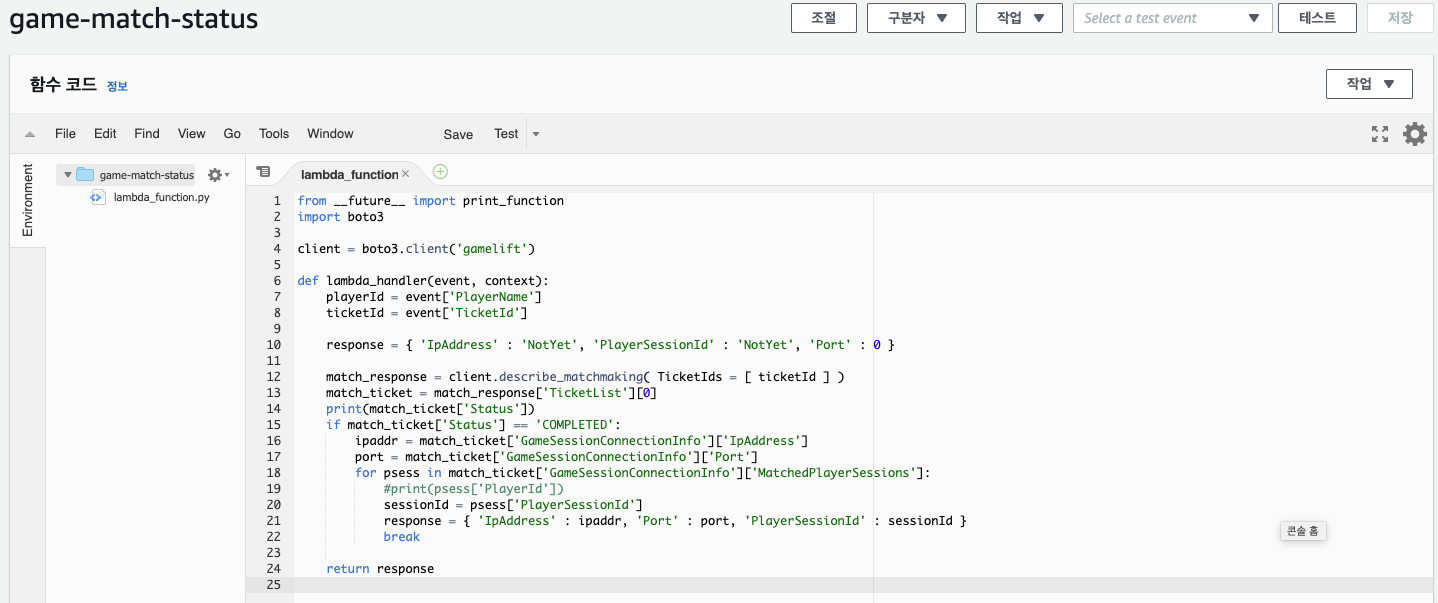 game-match-status
조절
구분자
작업
Select a test event
테스트
저장
함수 코드 정보
작업
File Edit Find View Go Tools Window Save Test
Environment
game-match-status
lambda_function.py
lambda_function
1 from __future__ import print_function
2 import boto3
3
4 client = boto3.client('gamelift')
5
6 def lambda_handler(event, context):
7     playerId = event['PlayerName']
8     ticketId = event['TicketId']
9
10     response = { 'IpAddress' : 'NotYet', 'PlayerSessionId' : 'NotYet', 'Port' : 0 }
11
12     match_response = client.describe_matchmaking( TicketIds = [ ticketId ] )
13     match_ticket = match_response['TicketList'][0]
14     print(match_ticket['Status'])
15     if match_ticket['Status'] == 'COMPLETED':
16         ipaddr = match_ticket['GameSessionConnectionInfo']['IpAddress']
17         port = match_ticket['GameSessionConnectionInfo']['Port']
18         for psess in match_ticket['GameSessionConnectionInfo']['MatchedPlayerSessions']:
19             #print(psess['PlayerId'])
20             sessionId = psess['PlayerSessionId']
21             response = { 'IpAddress' : ipaddr, 'Port' : port, 'PlayerSessionId' : sessionId }
22             break
23
24     return response
25
콘솔 홈